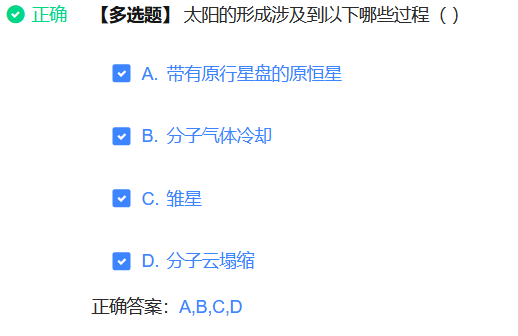 正确 【多选题】 太阳的形成涉及到以下哪些过程（ ）
A. 带有原行星盘的原恒星
B. 分子气体冷却
C. 雏星
D. 分子云塌缩
正确答案：A,B,C,D